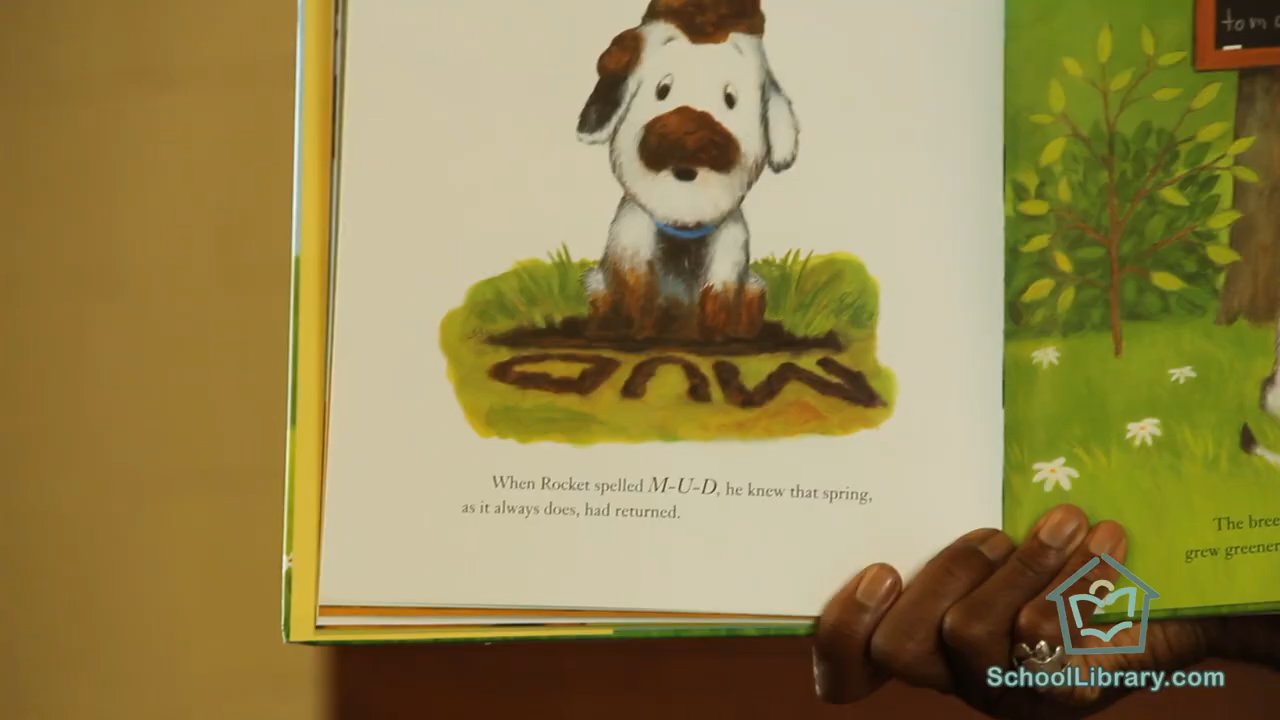 MUD
When Rocket spelled M-U-D, he knew that spring,
as it always does, had returned.
tom
The
grew greener
SchoolLibrary.com